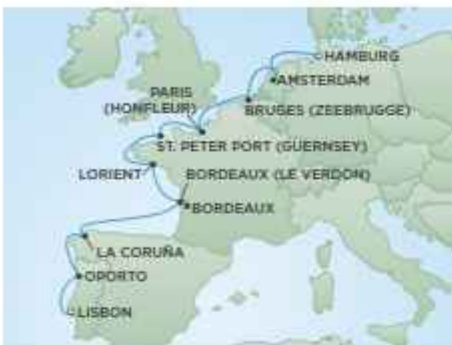 HAMBURG
AMSTERDAM
PARIS
(HONFLEUR)
BRUGES (ZEEBRUGGE)
ST. PETER PORT (GUERNSEY)
LORIENT
BORDEAUX (LE VERDON)
BORDEAUX
LA CORUÑA
OPORTO
LISBON